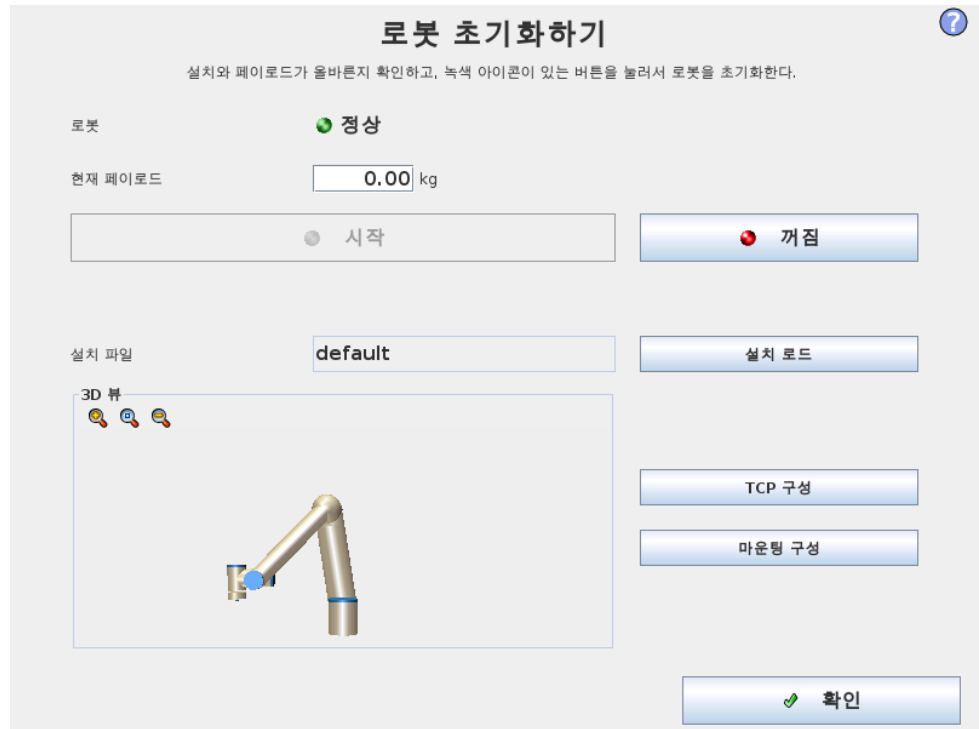 로봇 초기화하기
?
설치와 페이로드가 올바른지 확인하고, 녹색 아이콘이 있는 버튼을 눌러서 로봇을 초기화한다.
로봇 정상
현재 페이로드 0.00 kg
시작 꺼짐
설치 파일 default 설치 로드
3D 뷰
TCP 구성
마운팅 구성
확인